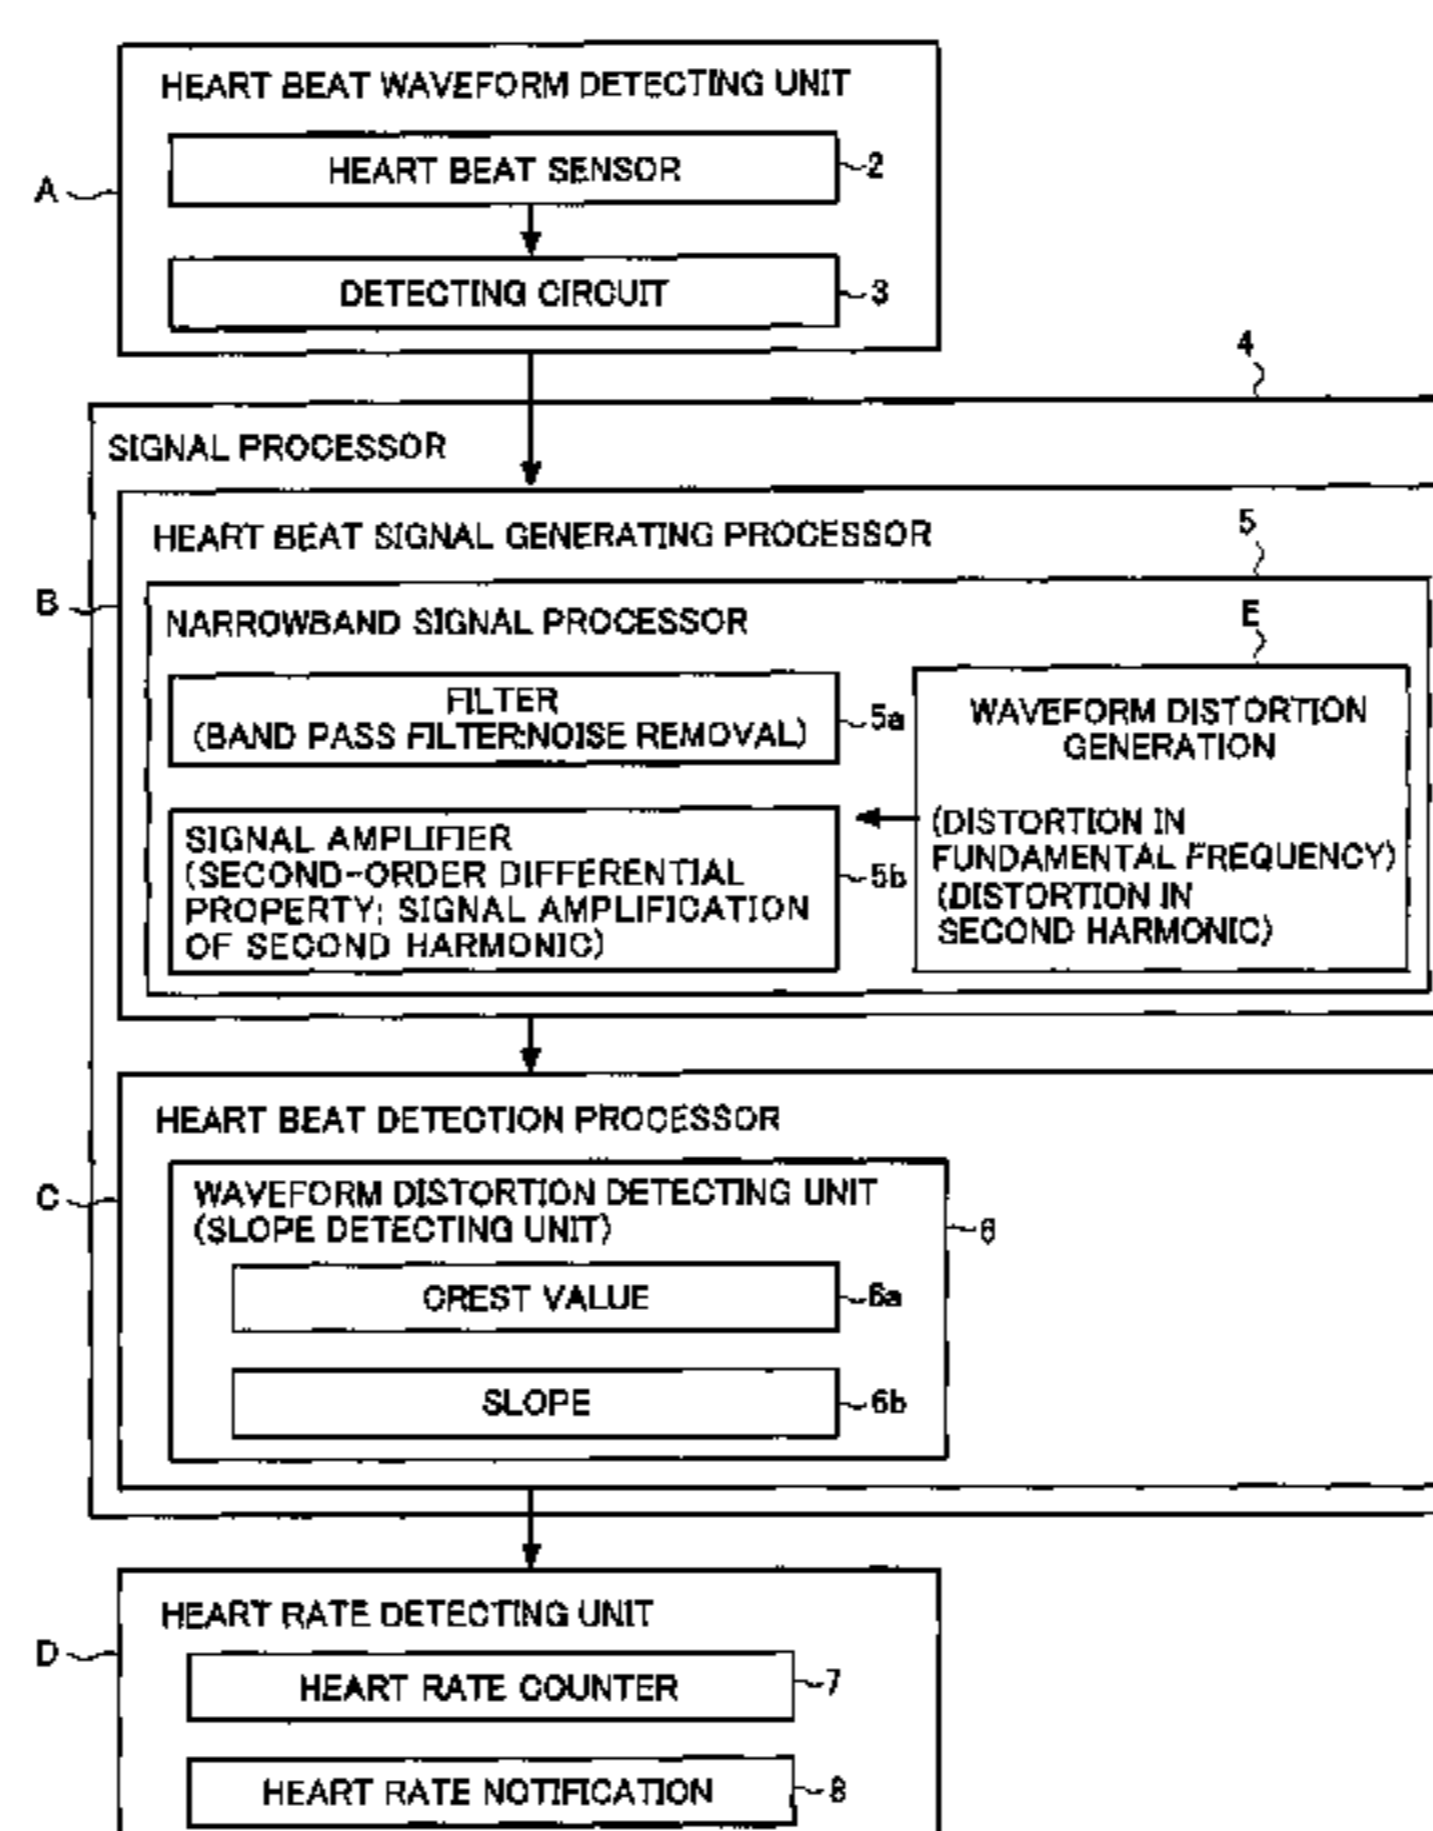 HEART BEAT WAVEFORM DETECTING UNIT
HEART BEAT SENSOR
2
A
DETECTING CIRCUIT
3
4
SIGNAL PROCESSOR
HEART BEAT SIGNAL GENERATING PROCESSOR
5
B
NARROWBAND SIGNAL PROCESSOR
E
FILTER
(BAND PASS FILTER:NOISE REMOVAL)
5a
WAVEFORM DISTORTION
GENERATION
SIGNAL AMPLIFIER
(SECOND-ORDER DIFFERENTIAL
PROPERTY: SIGNAL AMPLIFICATION
OF SECOND HARMONIC)
5b
(DISTORTION IN
FUNDAMENTAL FREQUENCY)
(DISTORTION IN
SECOND HARMONIC)
HEART BEAT DETECTION PROCESSOR
C
WAVEFORM DISTORTION DETECTING UNIT
(SLOPE DETECTING UNIT)
6
CREST VALUE
6a
SLOPE
6b
HEART RATE DETECTING UNIT
D
HEART RATE COUNTER
7
HEART RATE NOTIFICATION
8